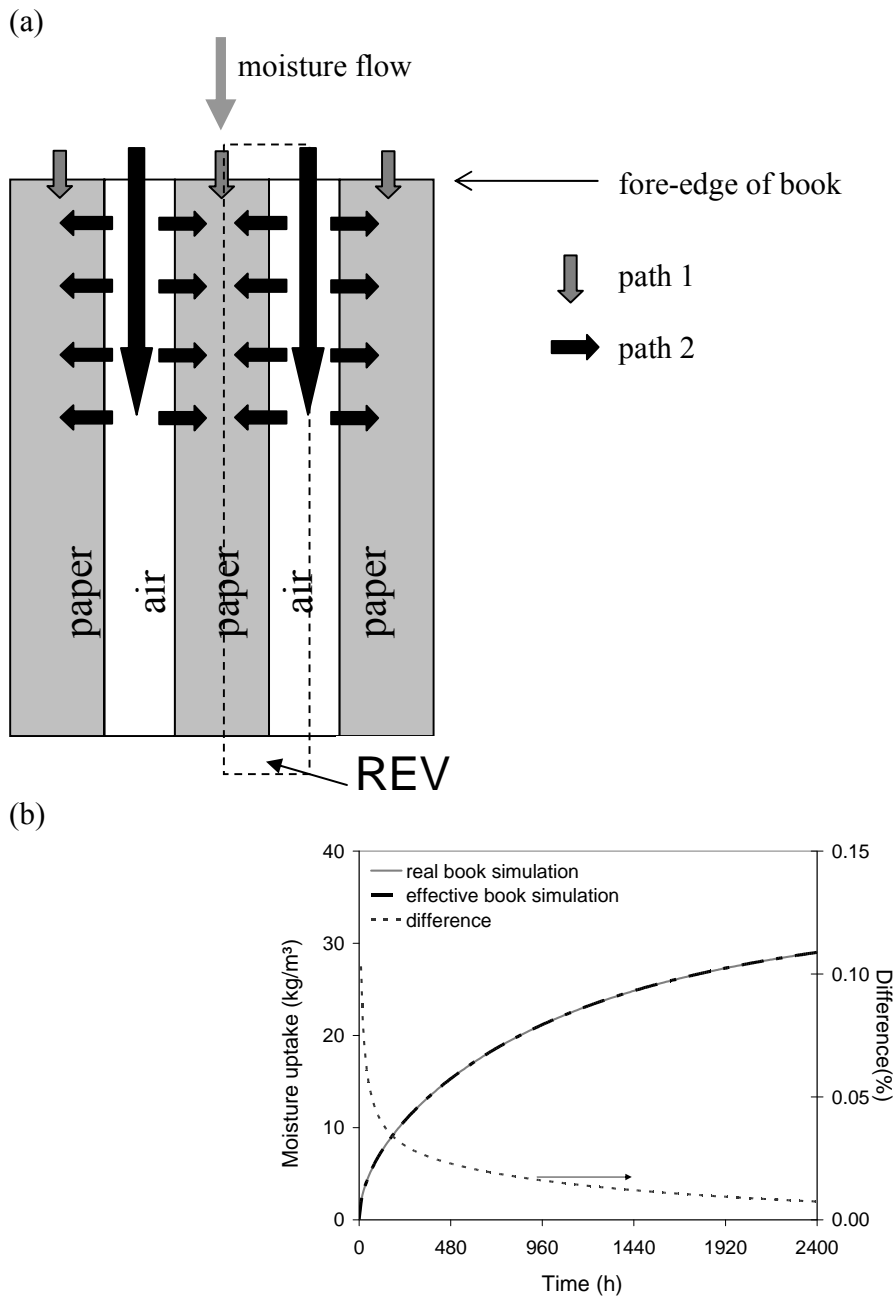 (a)
moisture flow
fore-edge of book
path 1
path 2
paper
air
paper
air
paper
REV
(b)
real book simulation
effective book simulation
difference
Moisture uptake (kg/m³)
40
30
20
10
0
0.15
0.10
0.05
0.00
Difference(%)
0 480 960 1440 1920 2400
Time (h)